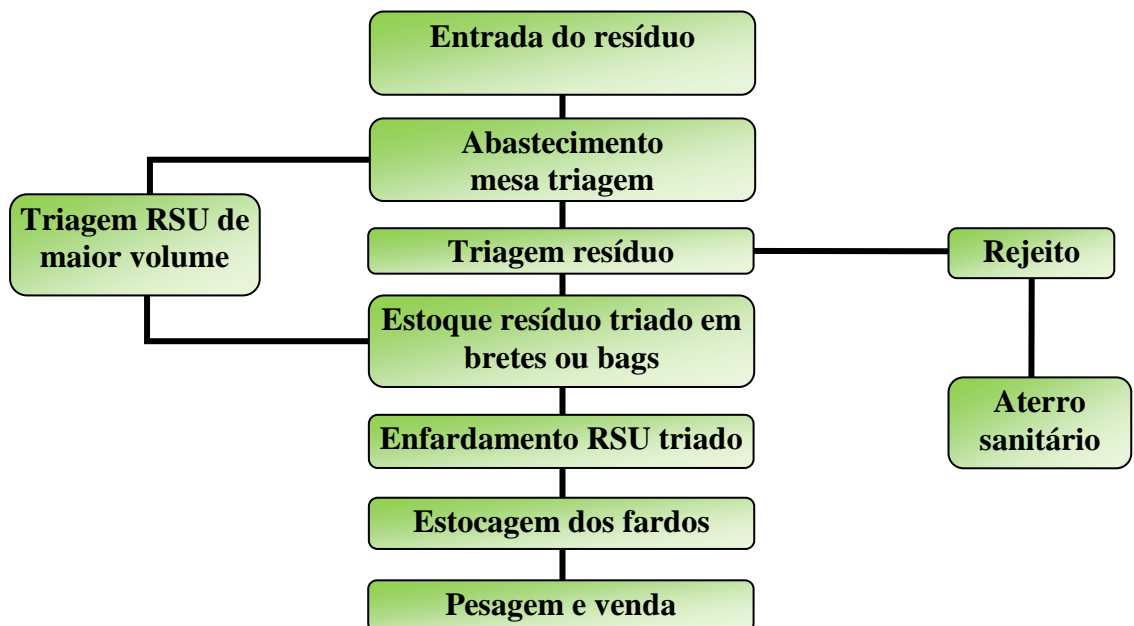 Entrada do resíduo
Abastecimento
mesa triagem
Triagem RSU de
maior volume
Triagem resíduo
Rejeito
Estoque resíduo triado em
bretes ou bags
Aterro
sanitário
Enfardamento RSU triado
Estocagem dos fardos
Pesagem e venda